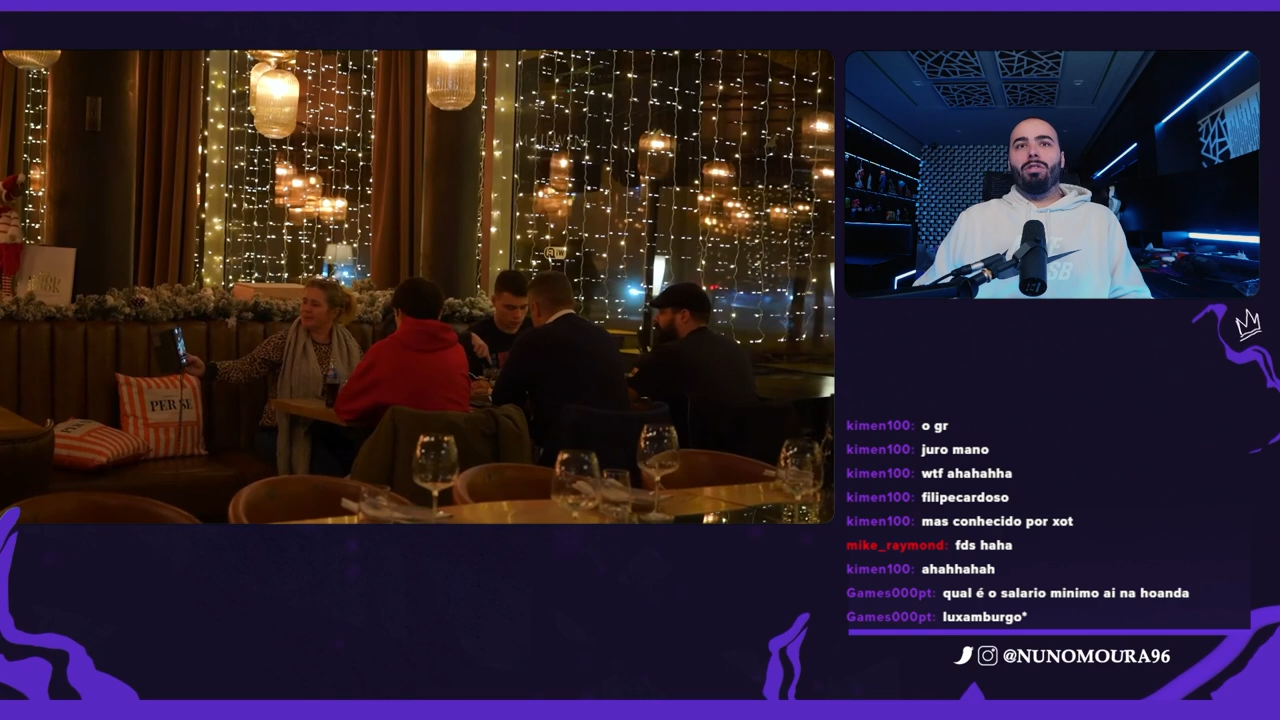 PER SE
kimen100: o gr
kimen100: juro mano
kimen100: wtf ahahahha
kimen100: filipecardoso
kimen100: mas conhecido por xot
mike_raymond: fds haha
kimen100: ahahhahah
Games000pt: qual é o salario minimo ai na hoanda
Games000pt: luxamburgo*
@NUNOMOURA96